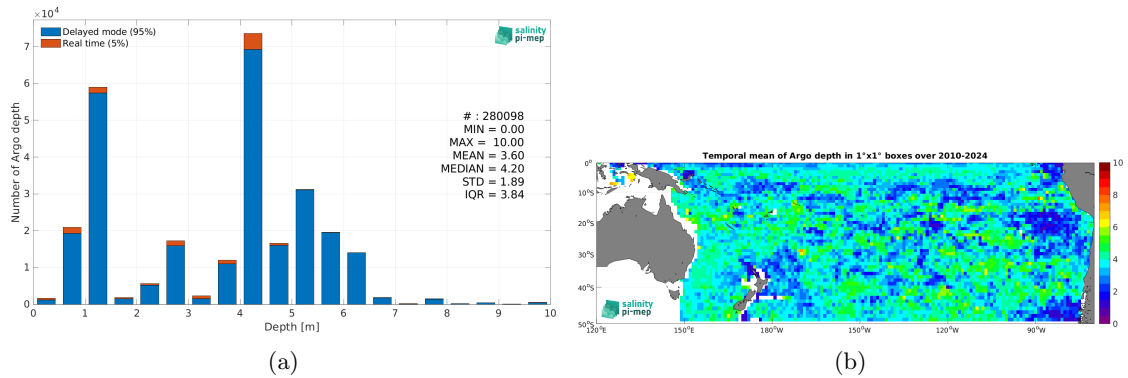 ×10⁴
Delayed mode (95%)
Real time (5%)
salinity
pi-mep
# : 280098
MIN = 0.00
MAX = 10.00
MEAN = 3.60
MEDIAN = 4.20
STD = 1.89
IQR = 3.84
Number of Argo depth
7
6
5
4
3
2
1
0
0 1 2 3 4 5 6 7 8 9 10
Depth [m]
(a)
Temporal mean of Argo depth in 1°x1° boxes over 2010-2024
0°
10°S
20°S
30°S
40°S
50°S
120°E 150°E 180°W 150°W 120°W 90°W
10
8
6
4
2
0
salinity
pi-mep
(b)